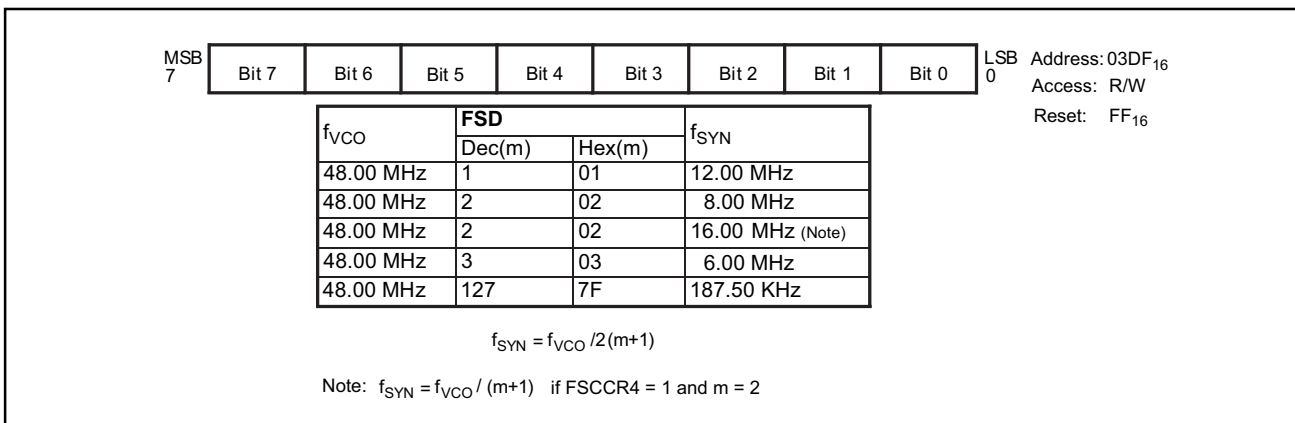 MSB 7 Bit 7 Bit 6 Bit 5 Bit 4 Bit 3 Bit 2 Bit 1 Bit 0 LSB 0
Address: 03DF16
Access: R/W
Reset: FF16
fVCO FSD fSYN
Dec(m) Hex(m)
48.00 MHz 1 01 12.00 MHz
48.00 MHz 2 02 8.00 MHz
48.00 MHz 2 02 16.00 MHz (Note)
48.00 MHz 3 03 6.00 MHz
48.00 MHz 127 7F 187.50 KHz
fSYN = fVCO /2(m+1)
Note: fSYN = fVCO / (m+1) if FSCCR4 = 1 and m = 2